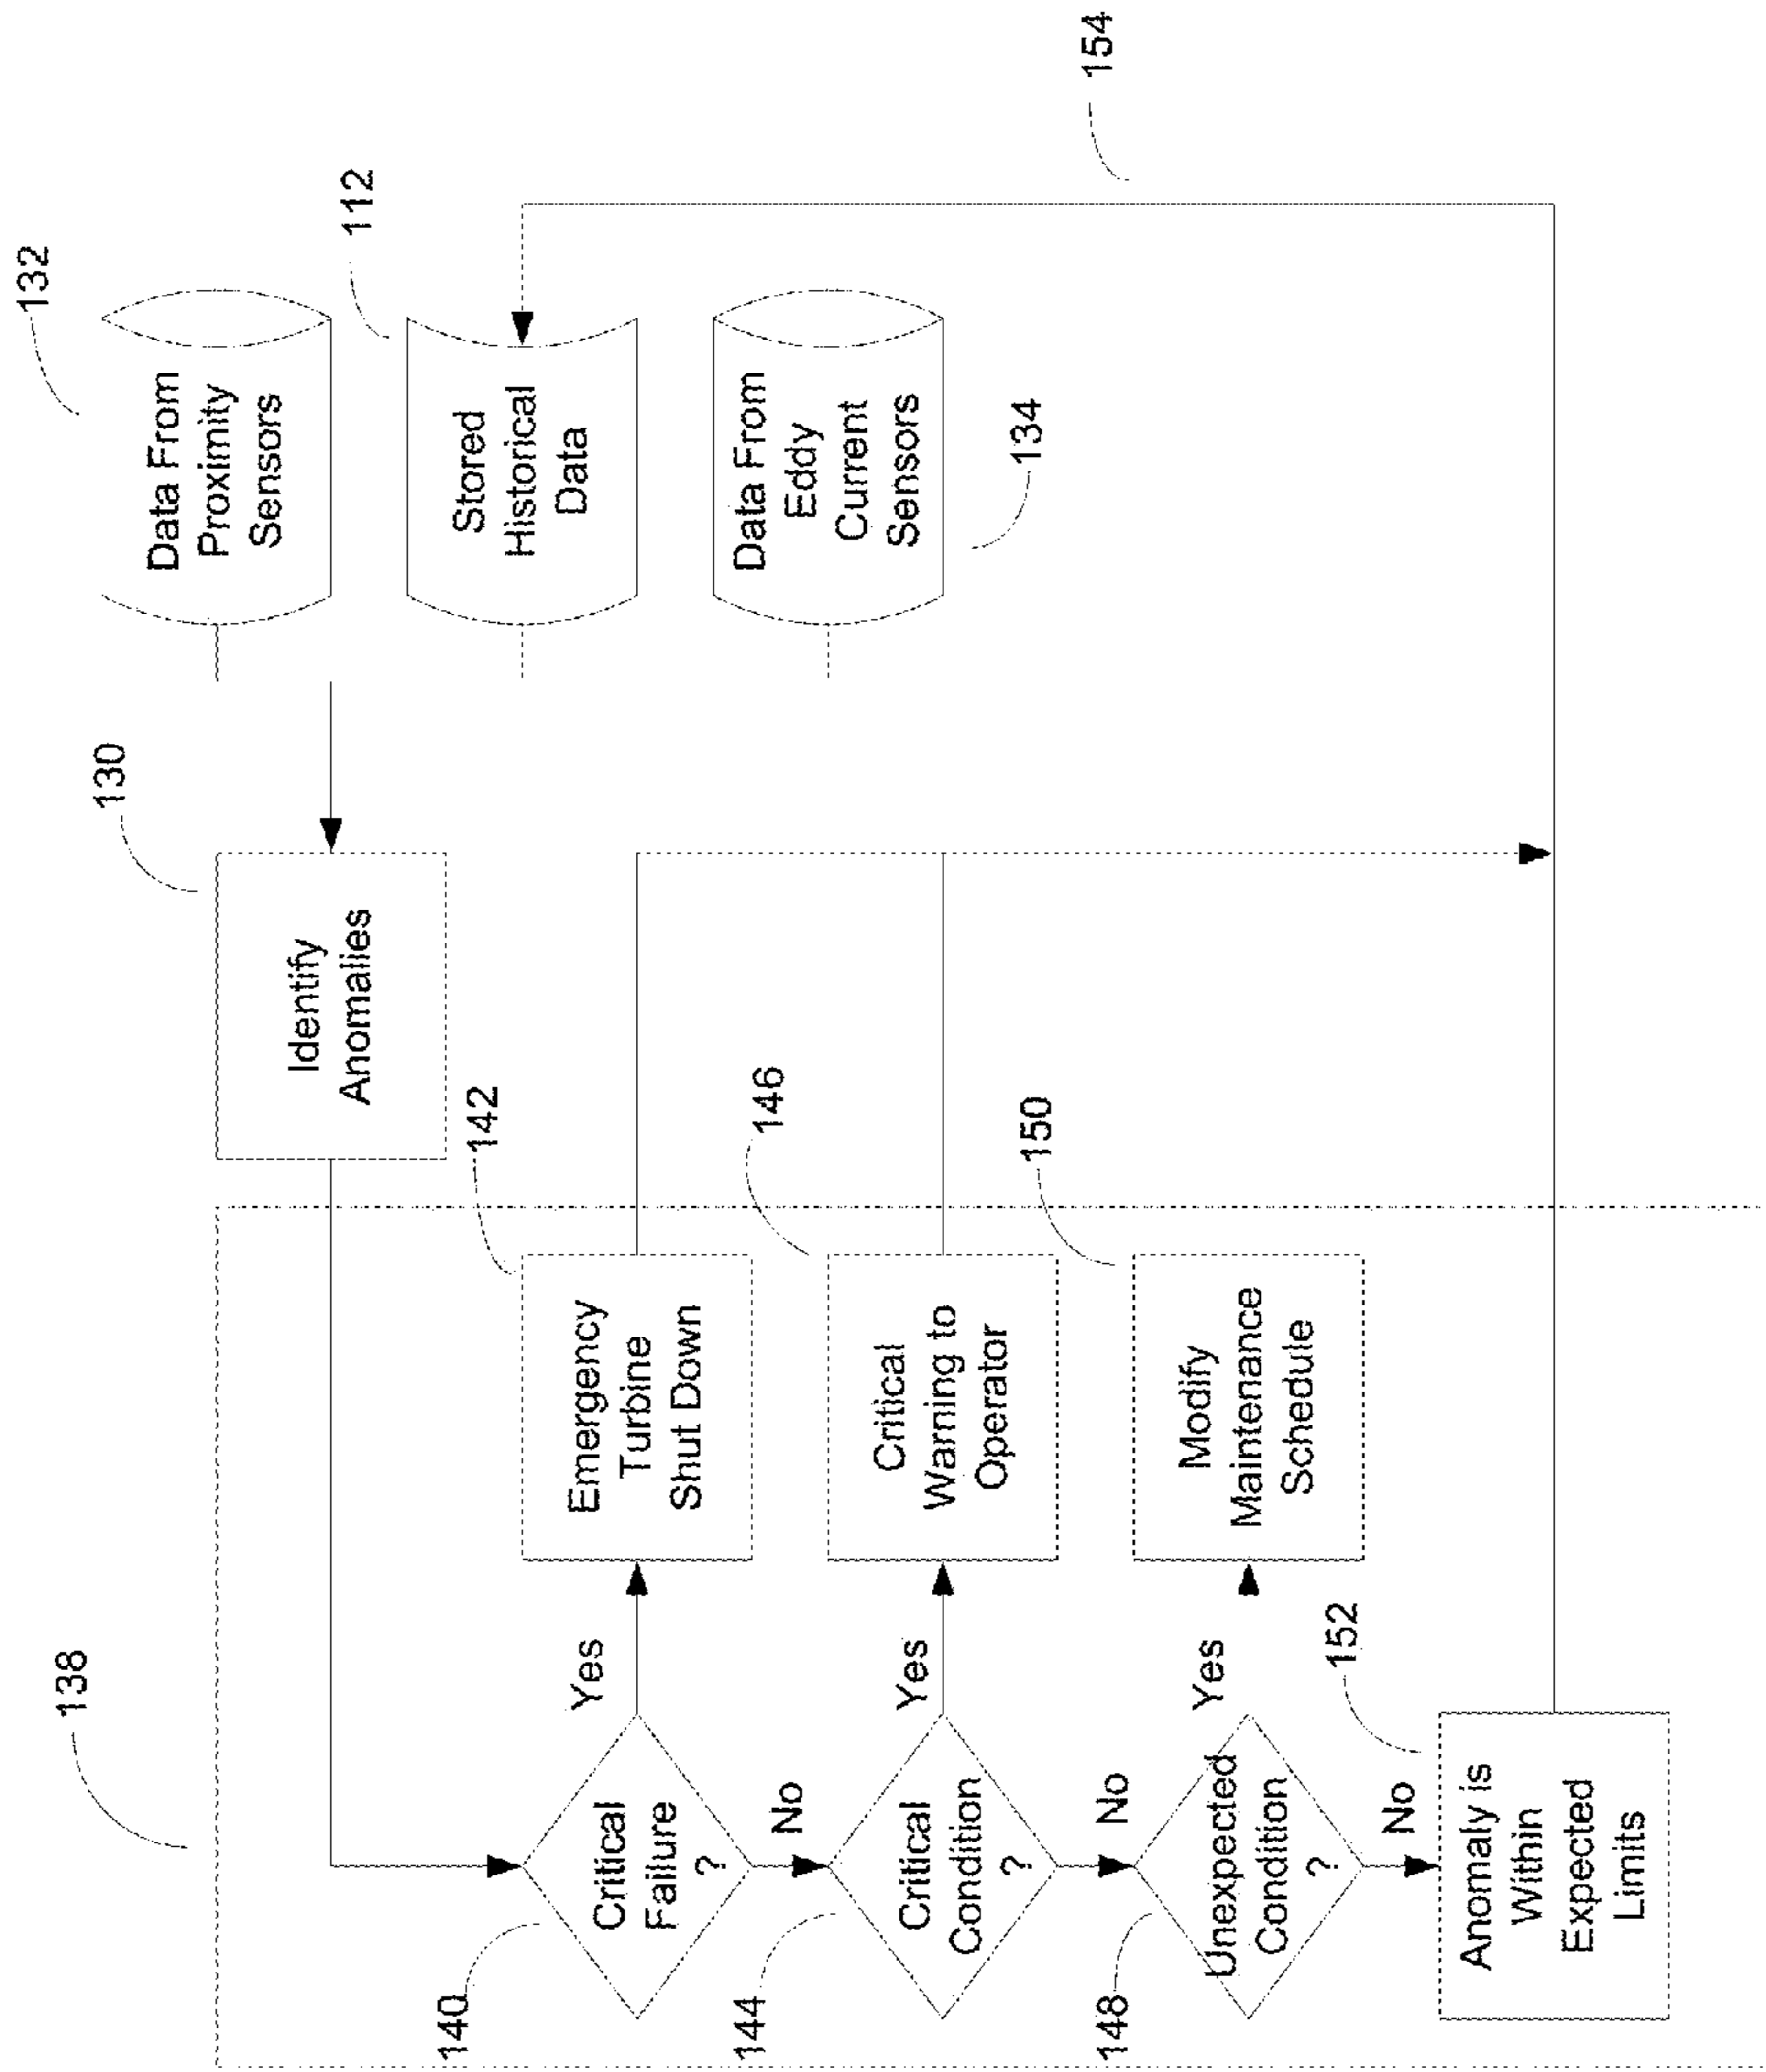 138
140
Critical
Failure
?
Yes
No
144
Critical
Condition
?
Yes
No
148
Unexpected
Condition
?
Yes
No
152
Anomaly is
Within
Expected
Limits
142
Emergency
Turbine
Shut Down
146
Critical
Warning to
Operator
150
Modify
Maintenance
Schedule
130
Identify
Anomalies
132
Data From
Proximity
Sensors
112
Stored
Historical
Data
Data From
Eddy
Current
Sensors
134
154